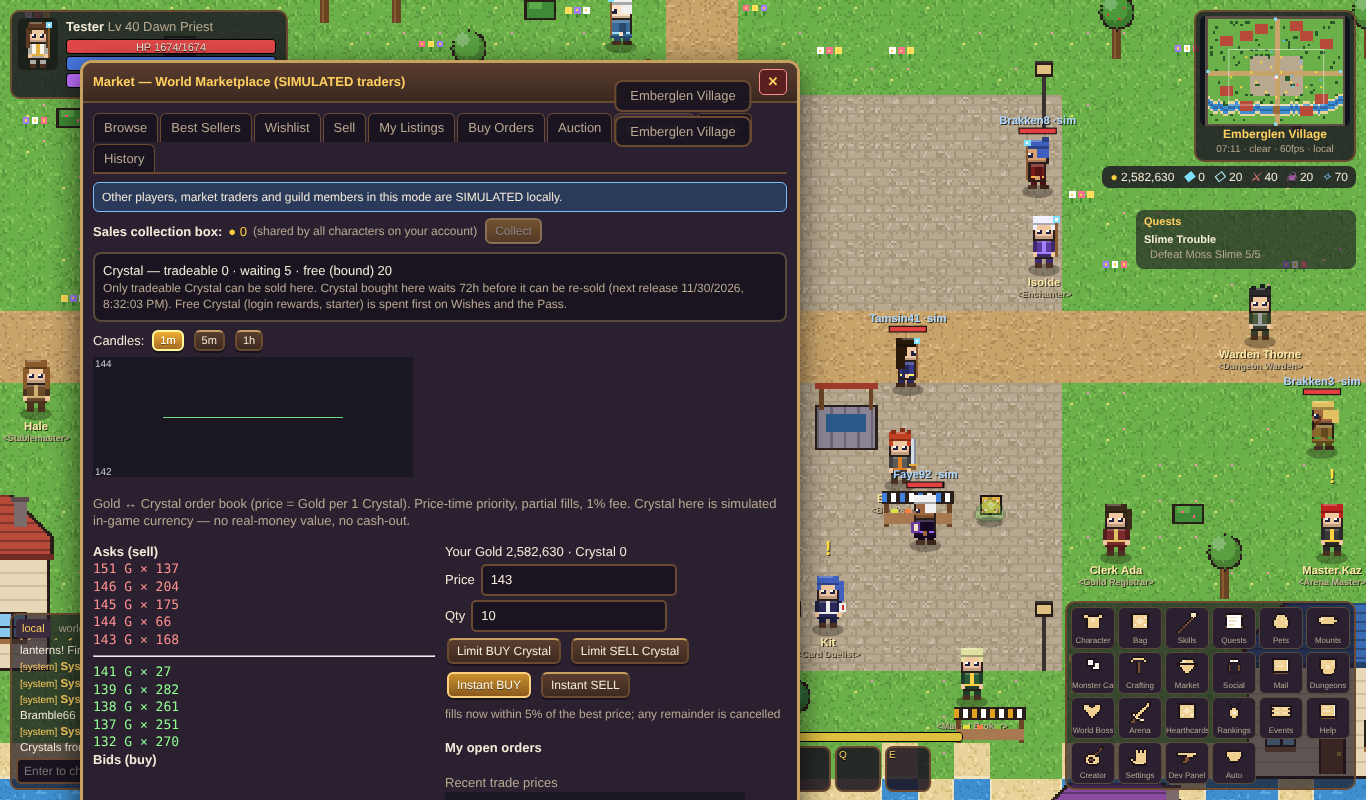 Tester Lv 40 Dawn Priest
HP 1674/1674
Market — World Marketplace (SIMULATED traders)
×
Emberglen Village
Emberglen Village
Browse
Best Sellers
Wishlist
Sell
My Listings
Buy Orders
Auction
History
Other players, market traders and guild members in this mode are SIMULATED locally.
Sales collection box: 0 (shared by all characters on your account) Collect
Crystal — tradeable 0 · waiting 5 · free (bound) 20
Only tradeable Crystal can be sold here. Crystal bought here waits 72h before it can be re-sold (next release 11/30/2026,
8:32:03 PM). Free Crystal (login rewards, starter) is spent first on Wishes and the Pass.
Candles: 1m 5m 1h
144
142
Gold ↔ Crystal order book (price = Gold per 1 Crystal). Price-time priority, partial fills, 1% fee. Crystal here is simulated
in-game currency — no real-money value, no cash-out.
Asks (sell)
151 G × 137
146 G × 204
145 G × 175
144 G × 66
143 G × 168
141 G × 27
139 G × 282
138 G × 261
137 G × 251
132 G × 270
Bids (buy)
Your Gold 2,582,630 · Crystal 0
Price 143
Qty 10
Limit BUY Crystal
Limit SELL Crystal
Instant BUY
Instant SELL
fills now within 5% of the best price; any remainder is cancelled
My open orders
Recent trade prices
Emberglen Village
07:11 · clear · 60fps · local
2,582,630 0 20 40 20 70
Quests
Slime Trouble
Defeat Moss Slime 5/5
Brakken8 ·sim
Isolde
<Enchanter>
Tamsin41 ·sim
Warden Thorne
<Dungeon Warden>
Brakken3 ·sim
Hale
<Stablemaster>
Faye92 ·sim
!
!
Clerk Ada
<Guild Registrar>
Master Kaz
<Arena Master>
Kit
<Card Duelist>
local
lanterns! Fir
[system] Sys
[system] Sys
[system] Sys
Bramble66
[system] Sys
Crystals from
Enter to ch
Q
E
Character
Bag
Skills
Quests
Pets
Mounts
Monster Ca
Crafting
Market
Social
Mail
Dungeons
World Boss
Arena
Hearthcards
Rankings
Events
Help
Creator
Settings
Dev Panel
Auto